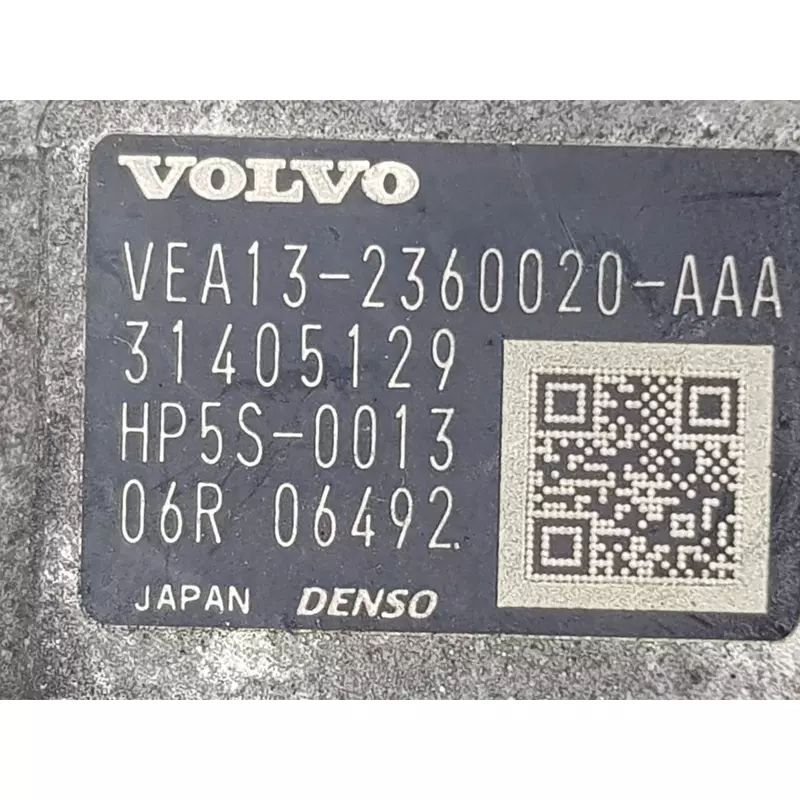 VOLVO
VEA13-2360020-AAA
31405129
HP5S-0013
06R 06492
JAPAN DENSO